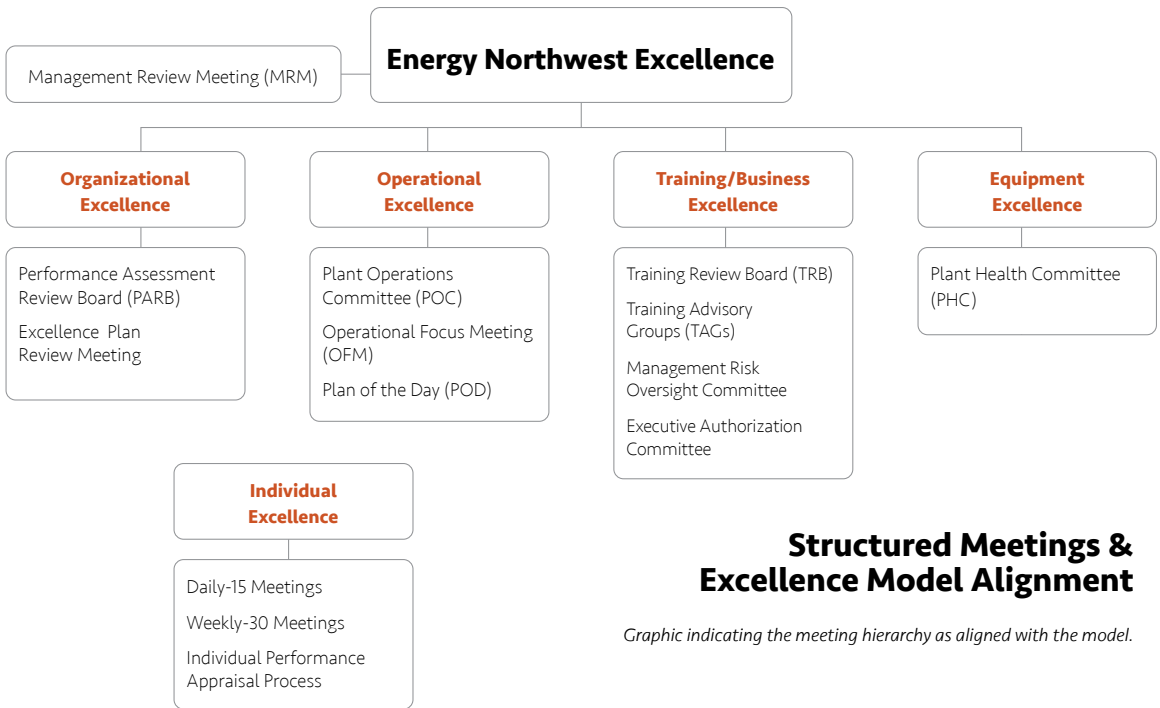 Management Review Meeting (MRM)
Energy Northwest Excellence
Organizational
Excellence
Performance Assessment
Review Board (PARB)
Excellence Plan
Review Meeting
Operational
Excellence
Plant Operations
Committee (POC)
Operational Focus Meeting
(OFM)
Plan of the Day (POD)
Training/Business
Excellence
Training Review Board (TRB)
Training Advisory
Groups (TAGs)
Management Risk
Oversight Committee
Executive Authorization
Committee
Equipment
Excellence
Plant Health Committee
(PHC)
Individual
Excellence
Daily-15 Meetings
Weekly-30 Meetings
Individual Performance
Appraisal Process
Structured Meetings &
Excellence Model Alignment
Graphic indicating the meeting hierarchy as aligned with the model.